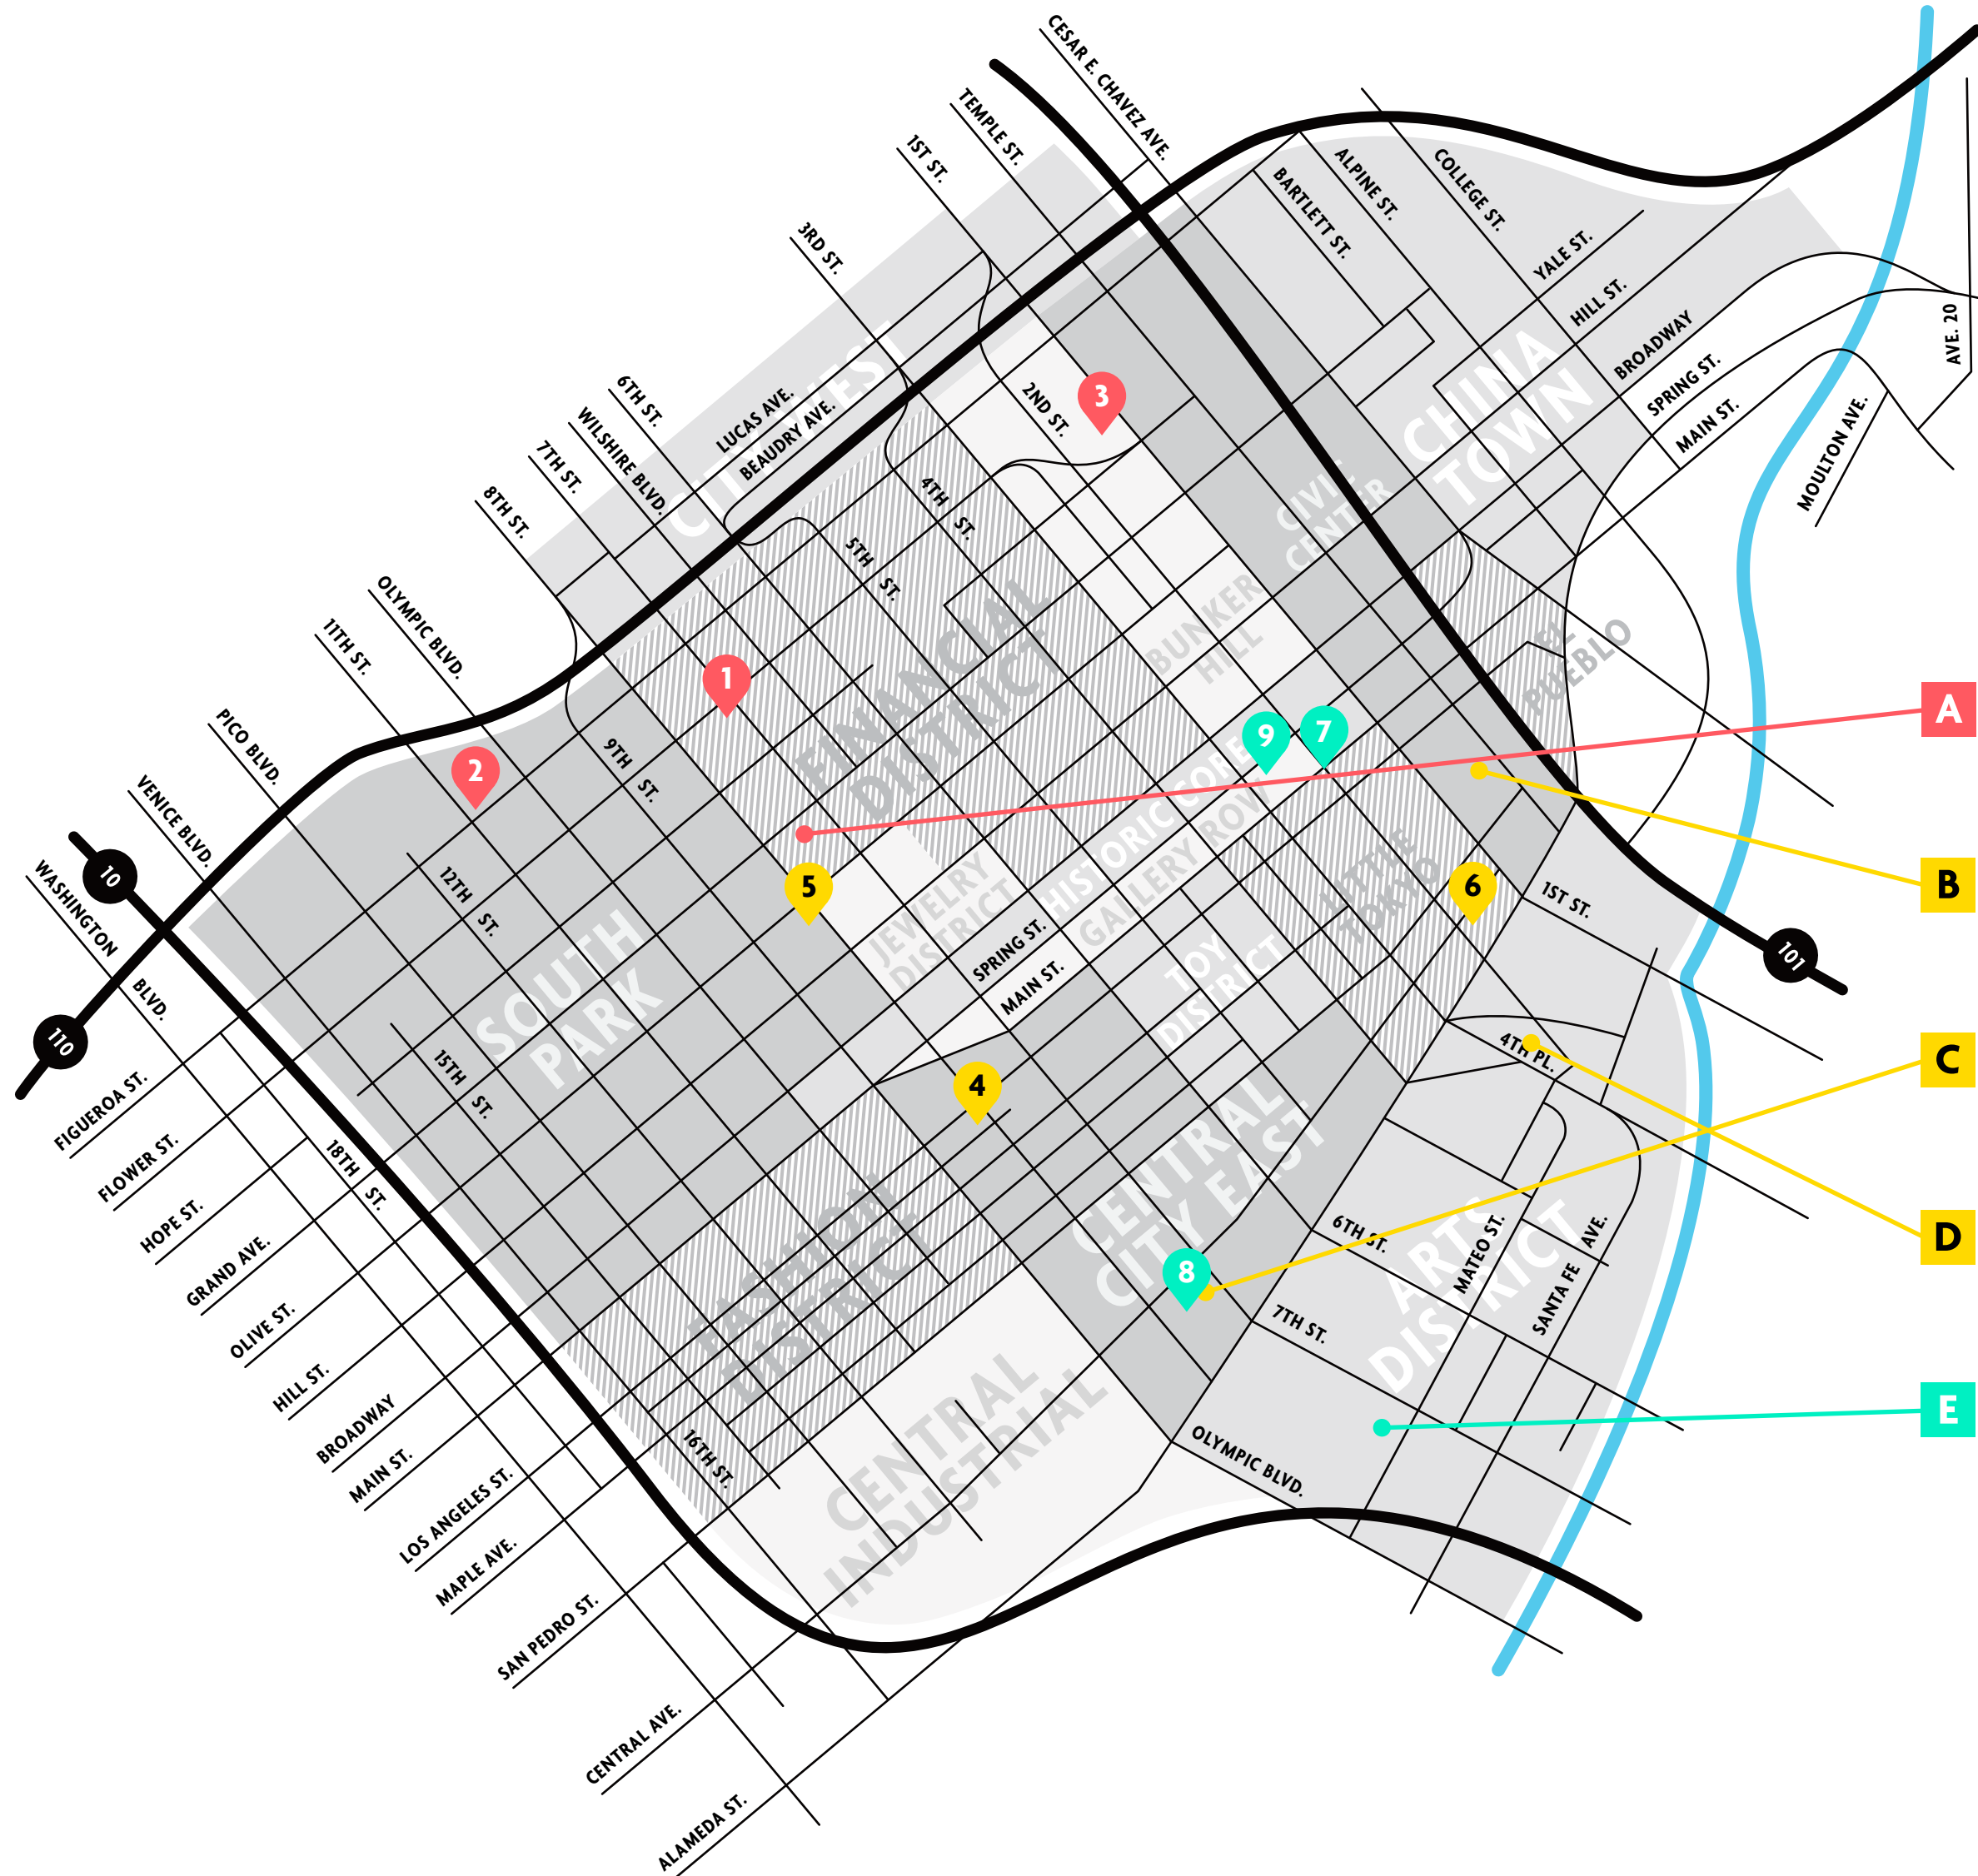 CESAR E. CHAVEZ AVE.
TEMPLE ST.
1ST ST.
3RD ST.
6TH ST.
WILSHIRE BLVD.
7TH ST.
8TH ST.
OLYMPIC BLVD.
11TH ST.
PICO BLVD.
VENICE BLVD.
WASHINGTON BLVD.
10
110
101
LUCAS AVE.
BEAUDRY AVE.
CITY WEST
2ND ST.
4TH ST.
5TH ST.
9TH ST.
12TH ST.
15TH ST.
18TH ST.
16TH ST.
BARTLETT ST.
ALPINE ST.
COLLEGE ST.
YALE ST.
HILL ST.
BROADWAY
SPRING ST.
MAIN ST.
AVE. 20
MOULTON AVE.
CHINA
TOWN
CIVIC
CENTER
BUNKER
HILL
EL
PUEBLO
FINANCIAL
DISTRICT
HISTORIC CORE
GALLERY ROW
JEWELRY
DISTRICT
LITTLE
TOKYO
TOY
DISTRICT
SOUTH
PARK
SPRING ST.
MAIN ST.
FASHION
DISTRICT
CENTRAL
CITY EAST
CENTRAL
INDUSTRIAL
ARTS
DISTRICT
1ST ST.
4TH PL.
6TH ST.
7TH ST.
OLYMPIC BLVD.
MATEO ST.
SANTA FE AVE.
FIGUEROA ST.
FLOWER ST.
HOPE ST.
GRAND AVE.
OLIVE ST.
HILL ST.
BROADWAY
MAIN ST.
LOS ANGELES ST.
MAPLE AVE.
SAN PEDRO ST.
CENTRAL AVE.
ALAMEDA ST.
1
2
3
4
5
6
7
8
9
A
B
C
D
E